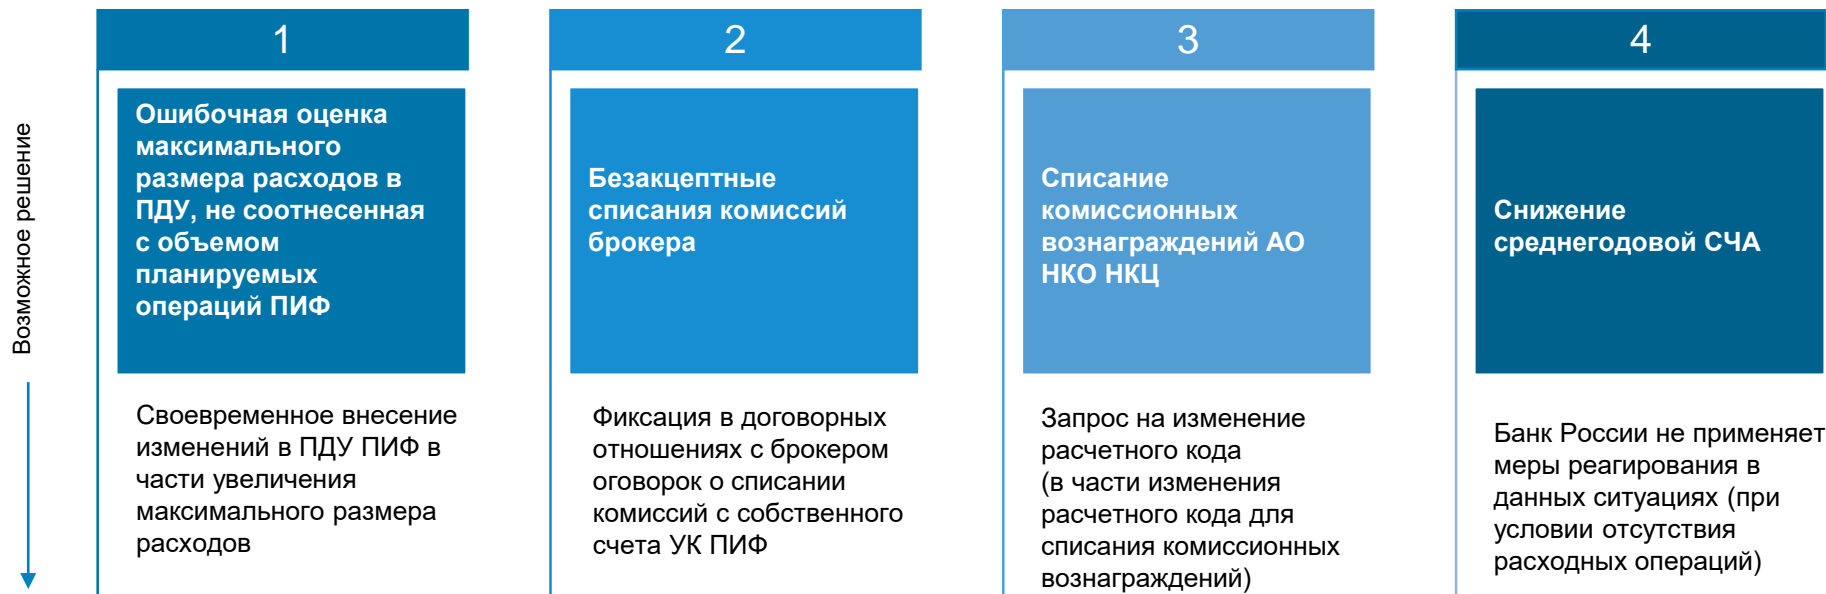 Возможное решение
1
Ошибочная оценка
максимального
размера расходов в
ПДУ, не соотнесенная
с объемом
планируемых
операций ПИФ
Своевременное внесение
изменений в ПДУ ПИФ в
части увеличения
максимального размера
расходов
2
Безакцептные
списания комиссий
брокера
Фиксация в договорных
отношениях с брокером
оговорок о списании
комиссий с собственного
счета УК ПИФ
3
Списание
комиссионных
вознаграждений АО
НКО НКЦ
Запрос на изменение
расчетного кода
(в части изменения
расчетного кода для
списания комиссионных
вознаграждений)
4
Снижение
среднегодовой СЧА
Банк России не применяет
меры реагирования в
данных ситуациях (при
условии отсутствия
расходных операций)